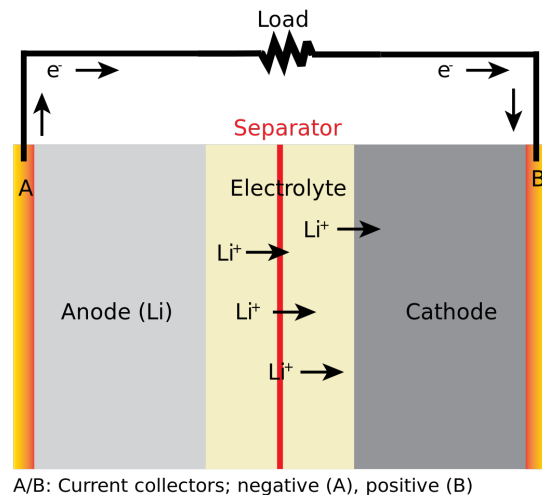 Load
e⁻
e⁻
Separator
A
B
Electrolyte
Li⁺
Li⁺
Anode (Li)
Li⁺
Cathode
Li⁺
A/B: Current collectors; negative (A), positive (B)